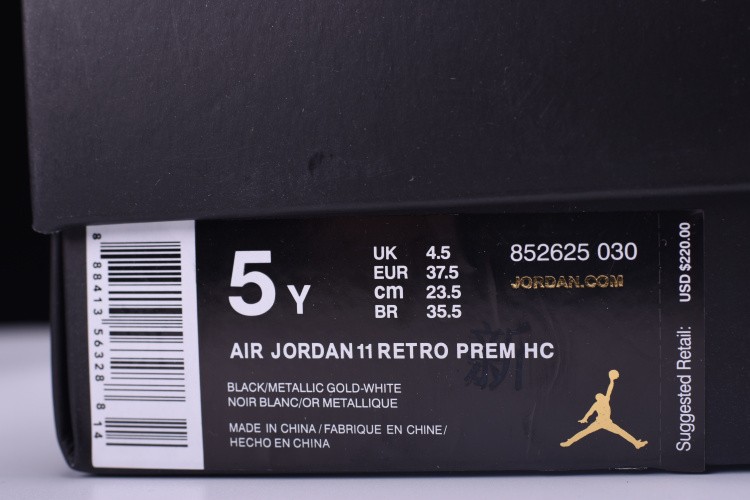 8 88413 56328 8 14
5 Y
UK 4.5
EUR 37.5
cm 23.5
BR 35.5
852625 030
JORDAN.COM
AIR JORDAN 11 RETRO PREM HC
BLACK/METALLIC GOLD-WHITE
NOIR BLANC/OR METALLIQUE
MADE IN CHINA / FABRIQUE EN CHINE/
HECHO EN CHINA
Suggested Retail: USD $220.00